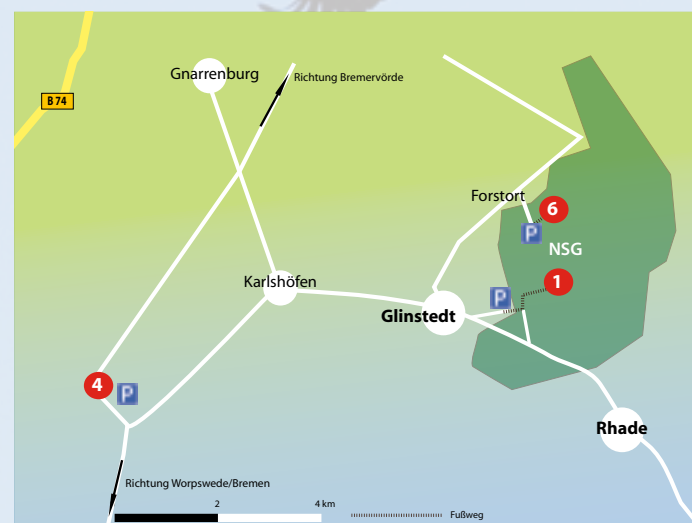 Gnarrenburg
Richtung Bremervörde
B 74
Forstort
6
P
NSG
Karlshöfen
1
P
Glinstedt
4
P
Rhade
Richtung Worpswede/Bremen
2
4 km
Fußweg